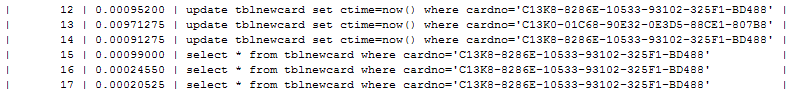 | 12 | 0.00095200 | update tblnewcard set ctime=now() where cardno='C13K8-8286E-10533-93102-325F1-BD488' |
| 13 | 0.00971275 | update tblnewcard set ctime=now() where cardno='C13K0-01C68-90E32-0E3D5-88CE1-807B8' |
| 14 | 0.00091275 | update tblnewcard set ctime=now() where cardno='C13K8-8286E-10533-93102-325F1-BD488' |
| 15 | 0.00099000 | select * from tblnewcard where cardno='C13K8-8286E-10533-93102-325F1-BD488' |
| 16 | 0.00024550 | select * from tblnewcard where cardno='C13K8-8286E-10533-93102-325F1-BD488' |
| 17 | 0.00020525 | select * from tblnewcard where cardno='C13K8-8286E-10533-93102-325F1-BD488' |